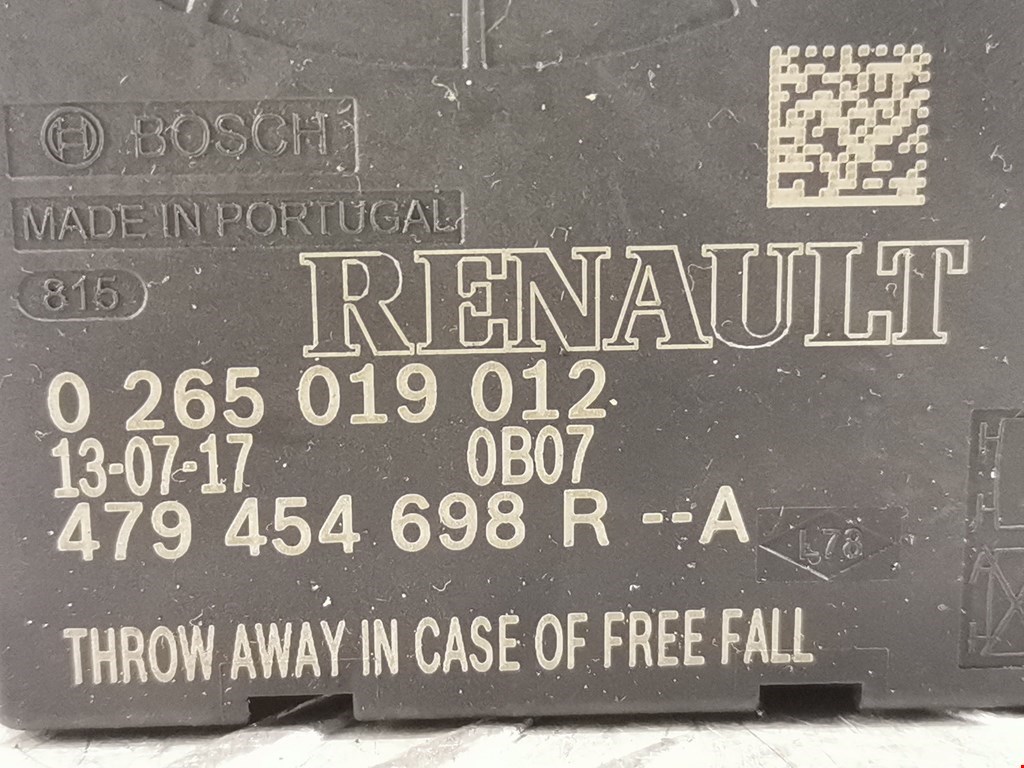 BOSCH
MADE IN PORTUGAL
815
RENAULT
0 265 019 012
13-07-17 0B07
479 454 698 R --A
L78
THROW AWAY IN CASE OF FREE FALL